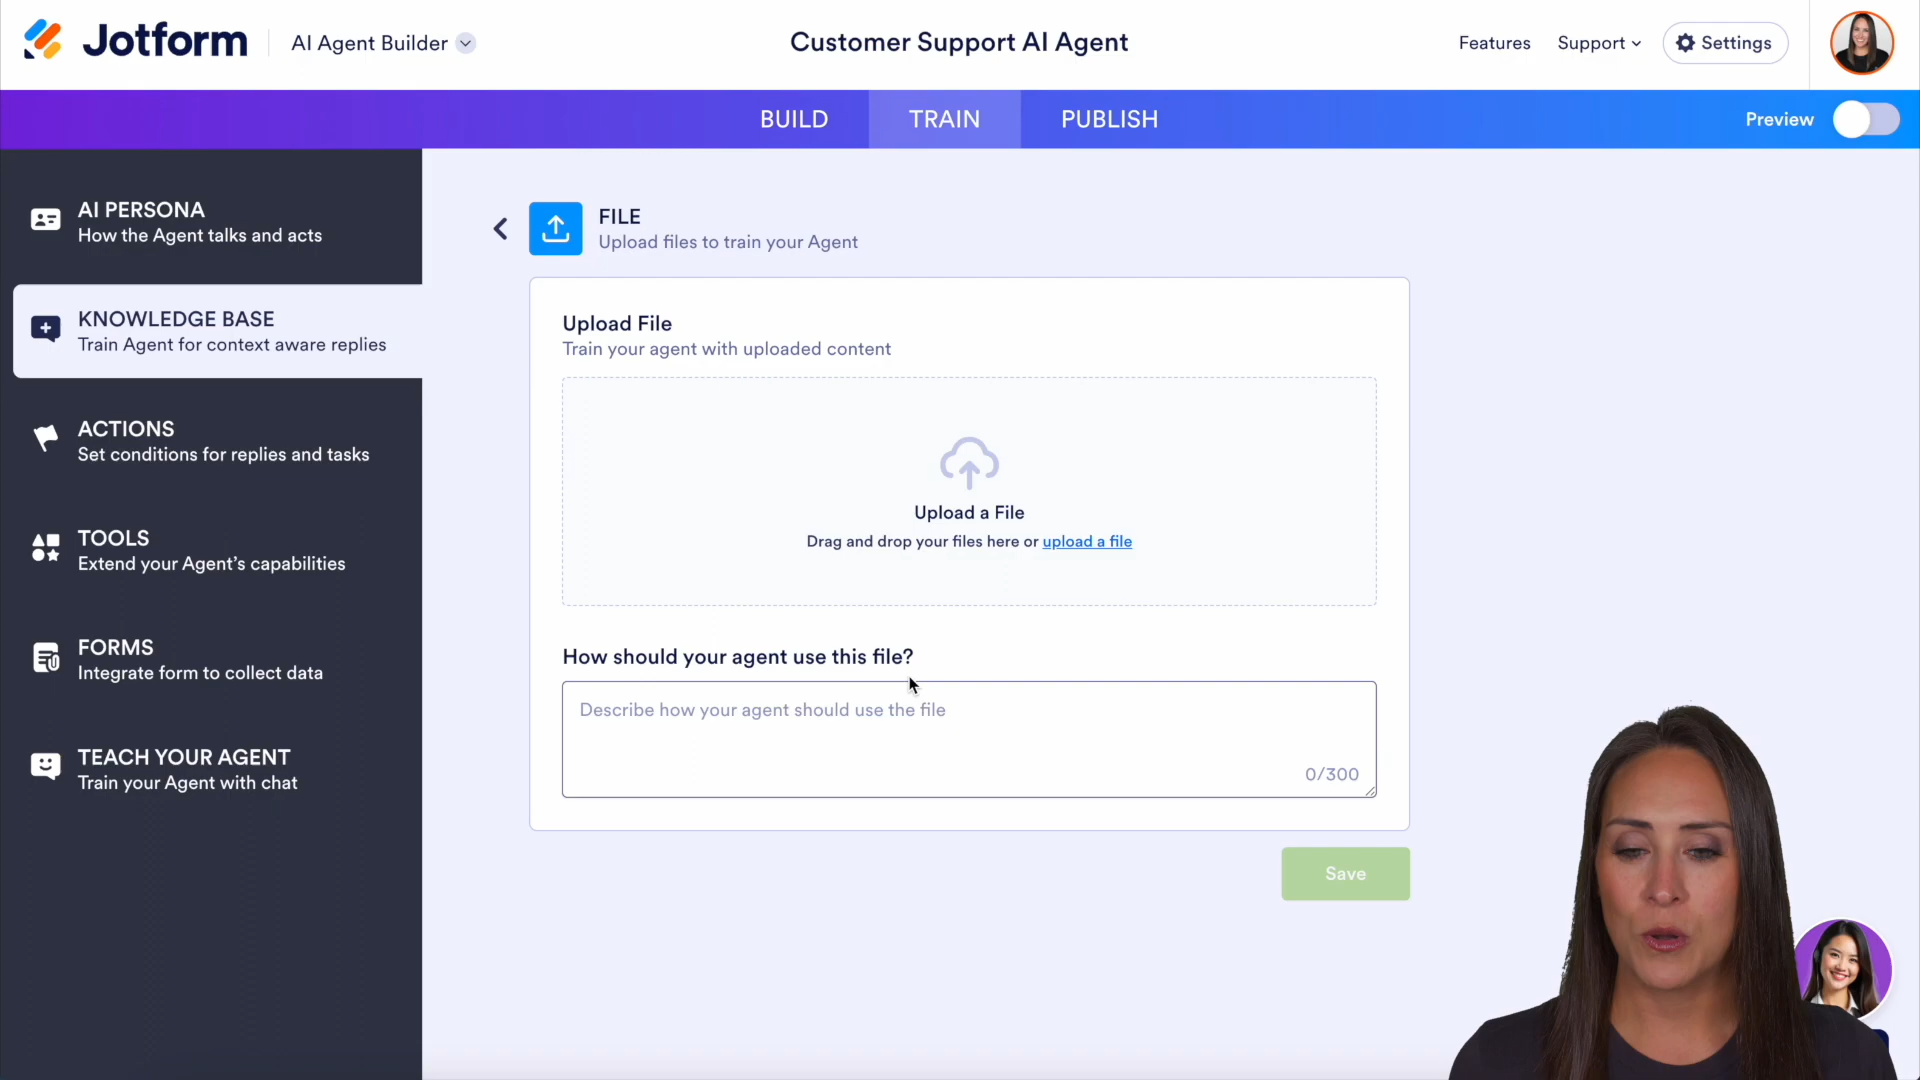 Jotform
AI Agent Builder
Customer Support AI Agent
Features
Support
Settings
BUILD
TRAIN
PUBLISH
Preview
AI PERSONA
How the Agent talks and acts
KNOWLEDGE BASE
Train Agent for context aware replies
ACTIONS
Set conditions for replies and tasks
TOOLS
Extend your Agent’s capabilities
FORMS
Integrate form to collect data
TEACH YOUR AGENT
Train your Agent with chat
FILE
Upload files to train your Agent
Upload File
Train your agent with uploaded content
Upload a File
Drag and drop your files here or upload a file
How should your agent use this file?
Describe how your agent should use the file
0/300
Save